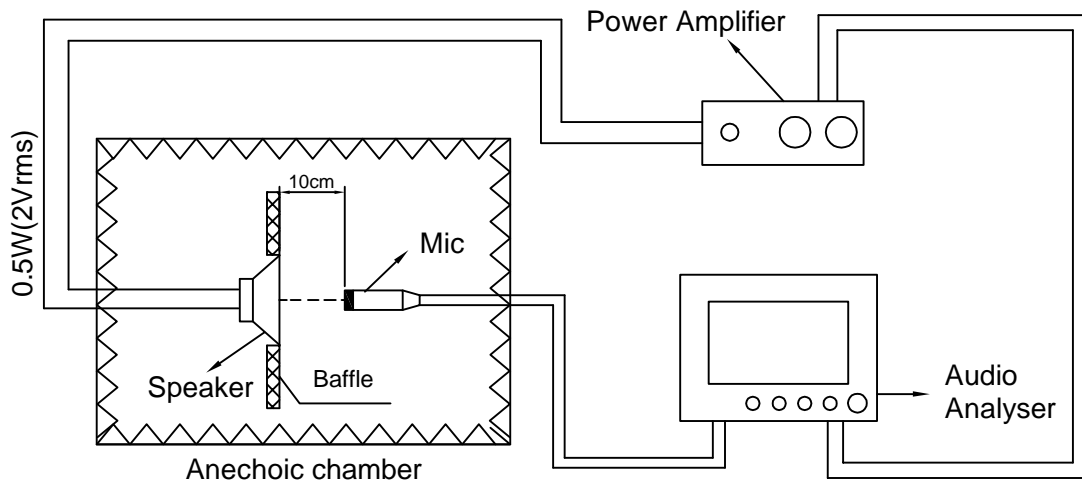 Power Amplifier
0.5W(2Vrms)
10cm
Mic
Speaker
Baffle
Audio
Analyser
Anechoic chamber